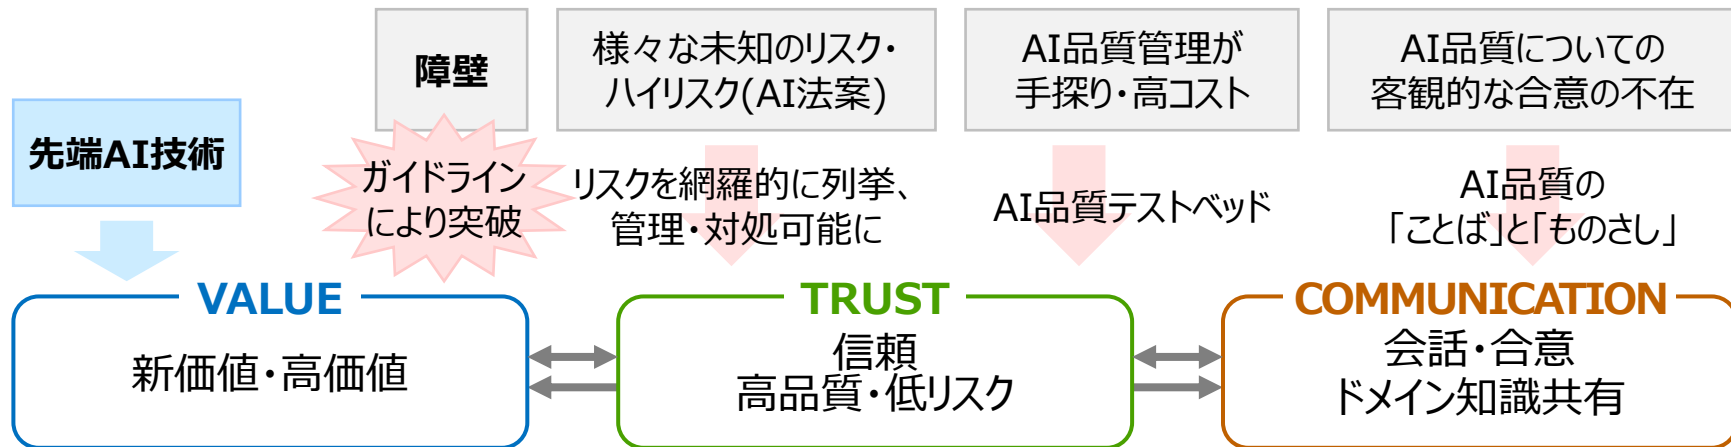 障壁
様々な未知のリスク・
ハイリスク(AI法案)
AI品質管理が
手探り・高コスト
AI品質についての
客観的な合意の不在
先端AI技術
ガイドライン
により突破
リスクを網羅的に列挙、
管理・対処可能に
AI品質テストベッド
AI品質の
「ことば」と「ものさし」
VALUE
新価値・高価値
TRUST
信頼
高品質・低リスク
COMMUNICATION
会話・合意
ドメイン知識共有